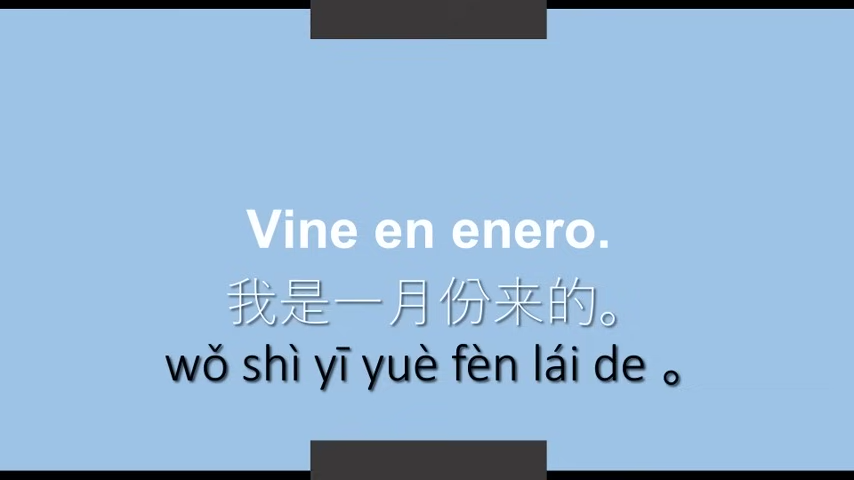 Vine en enero.
我是一月份来的。
wǒ shì yī yuè fèn lái de 。